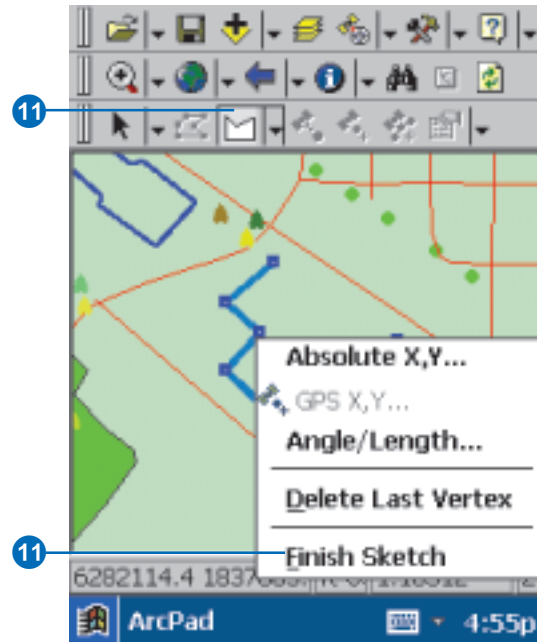 11
Absolute X,Y...
GPS X,Y...
Angle/Length...
Delete Last Vertex
11
Finish Sketch
6282114.4
ArcPad
4:55p